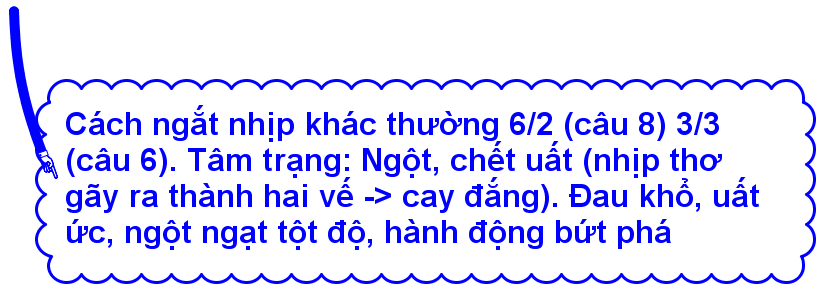 Cách ngắt nhịp khác thường 6/2 (câu 8) 3/3
(câu 6). Tâm trạng: Ngột, chết uất (nhịp thơ
gãy ra thành hai vế -> cay đắng). Đau khổ, uất
ức, ngột ngạt tột độ, hành động bứt phá